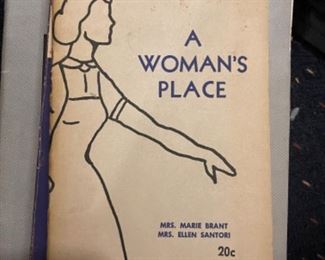 A
WOMAN'S
PLACE
MRS. MARIE BRANT
MRS. ELLEN SANTORI
20c